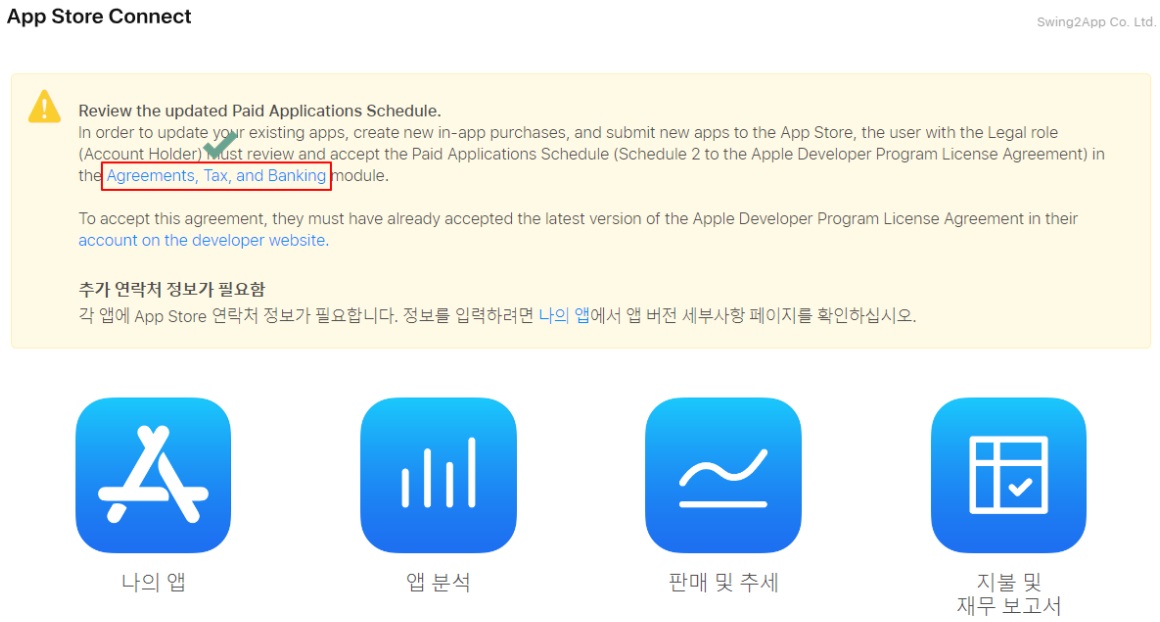 App Store Connect
Swing2App Co. Ltd.
Review the updated Paid Applications Schedule.
In order to update your existing apps, create new in-app purchases, and submit new apps to the App Store, the user with the Legal role
(Account Holder) must review and accept the Paid Applications Schedule (Schedule 2 to the Apple Developer Program License Agreement) in
the Agreements, Tax, and Banking module.
To accept this agreement, they must have already accepted the latest version of the Apple Developer Program License Agreement in their
account on the developer website.
추가 연락처 정보가 필요함
각 앱에 App Store 연락처 정보가 필요합니다. 정보를 입력하려면 나의 앱에서 앱 버전 세부사항 페이지를 확인하십시오.
나의 앱
앱 분석
판매 및 추세
지불 및
재무 보고서